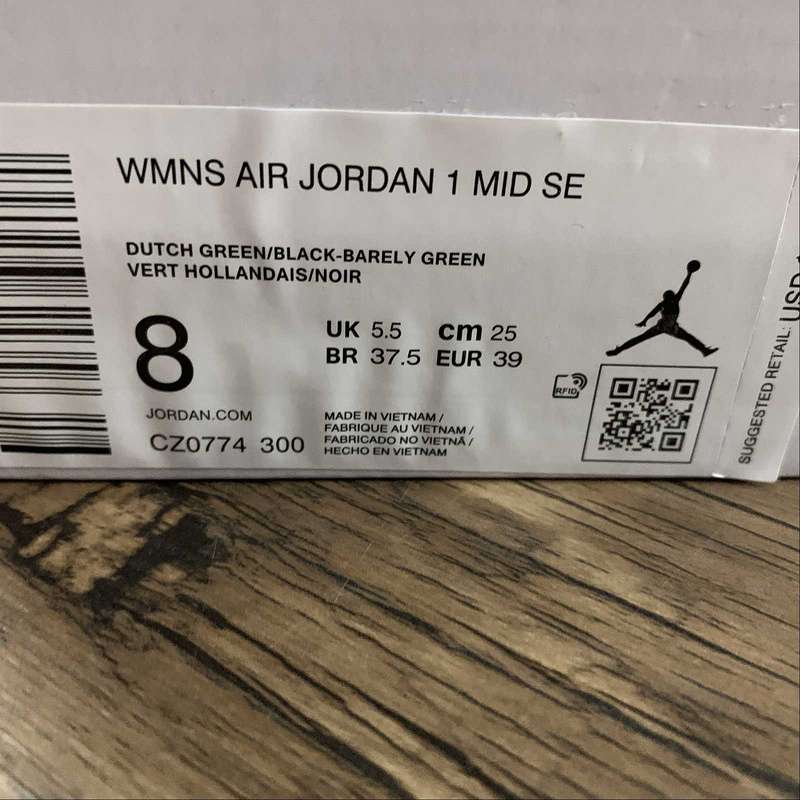 WMNS AIR JORDAN 1 MID SE
DUTCH GREEN/BLACK-BARELY GREEN
VERT HOLLANDAIS/NOIR
8
UK 5.5 cm 25
BR 37.5 EUR 39
RFID
JORDAN.COM
CZ0774 300
MADE IN VIETNAM /
FABRIQUE AU VIETNAM /
FABRICADO NO VIETNÃ /
HECHO EN VIETNAM
SUGGESTED RETAIL: USD